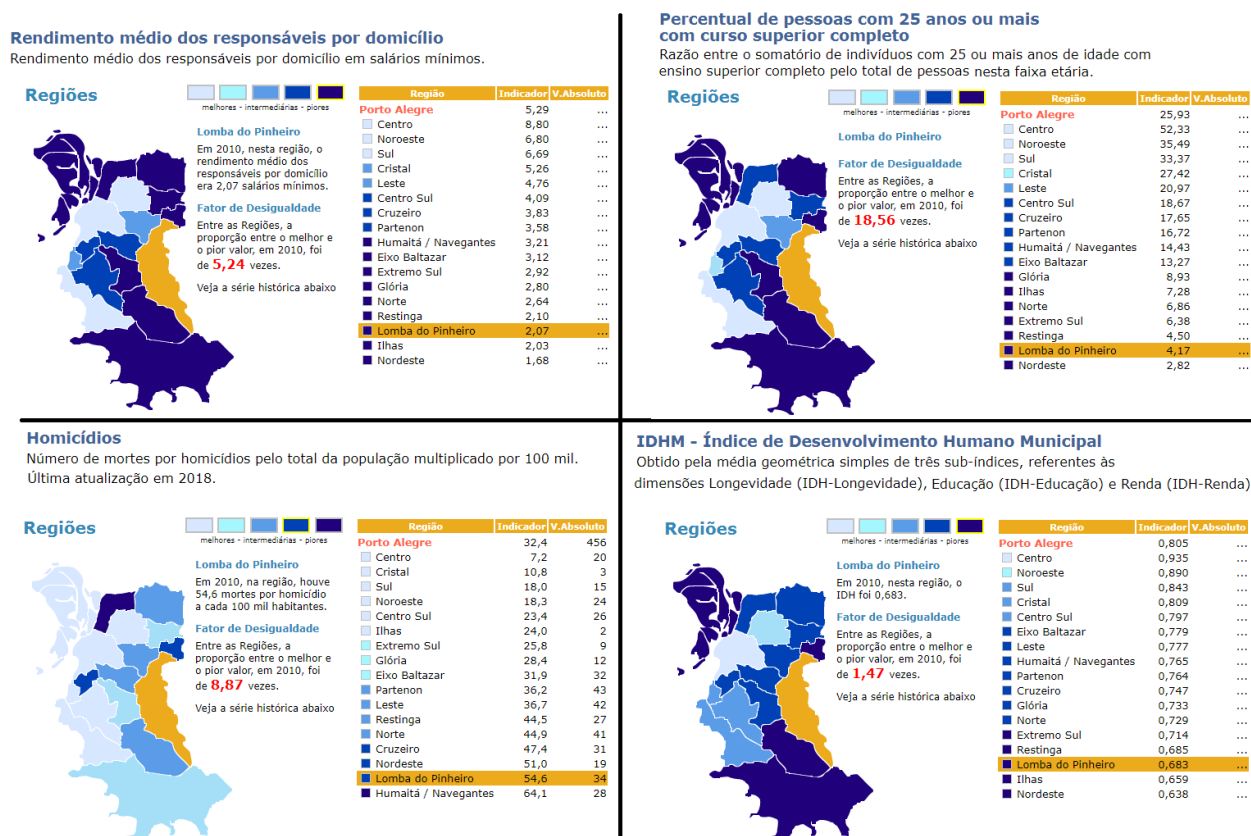 Rendimento médio dos responsáveis por domicílio
Rendimento médio dos responsáveis por domicílio em salários mínimos.
Regiões
melhores - intermediárias - piores
Lomba do Pinheiro
Em 2010, nesta região, o
rendimento médio dos
responsáveis por domicílio
era 2,07 salários mínimos.
Fator de Desigualdade
Entre as Regiões, a
proporção entre o melhor e
o pior valor, em 2010, foi
de 5,24 vezes.
Veja a série histórica abaixo
Região Indicador V.Absoluto
Porto Alegre 5,29 ...
Centro 8,80 ...
Noroeste 6,80 ...
Sul 6,69 ...
Cristal 5,26 ...
Leste 4,76 ...
Centro Sul 4,09 ...
Cruzeiro 3,83 ...
Partenon 3,58 ...
Humaitá / Navegantes 3,21 ...
Eixo Baltazar 3,12 ...
Extremo Sul 2,92 ...
Glória 2,80 ...
Norte 2,64 ...
Restinga 2,10 ...
Lomba do Pinheiro 2,07 ...
Ilhas 2,03 ...
Nordeste 1,68 ...
Percentual de pessoas com 25 anos ou mais
com curso superior completo
Razão entre o somatório de indivíduos com 25 ou mais anos de idade com
ensino superior completo pelo total de pessoas nesta faixa etária.
Regiões
melhores - intermediárias - piores
Lomba do Pinheiro
Fator de Desigualdade
Entre as Regiões, a
proporção entre o melhor e
o pior valor, em 2010, foi
de 18,56 vezes.
Veja a série histórica abaixo
Região Indicador V.Absoluto
Porto Alegre 25,93 ...
Centro 52,33 ...
Noroeste 35,49 ...
Sul 33,37 ...
Cristal 27,42 ...
Leste 20,97 ...
Centro Sul 18,67 ...
Cruzeiro 17,65 ...
Partenon 16,72 ...
Humaitá / Navegantes 14,43 ...
Eixo Baltazar 13,27 ...
Glória 8,93 ...
Ilhas 7,28 ...
Norte 6,86 ...
Extremo Sul 6,38 ...
Restinga 4,50 ...
Lomba do Pinheiro 4,17 ...
Nordeste 2,82 ...
Homicídios
Número de mortes por homicídios pelo total da população multiplicado por 100 mil.
Última atualização em 2018.
Regiões
melhores - intermediárias - piores
Lomba do Pinheiro
Em 2010, na região, houve
54,6 mortes por homicídio
a cada 100 mil habitantes.
Fator de Desigualdade
Entre as Regiões, a
proporção entre o melhor e
o pior valor, em 2010, foi
de 8,87 vezes.
Veja a série histórica abaixo
Região Indicador V.Absoluto
Porto Alegre 32,4 456
Centro 7,2 20
Cristal 10,8 3
Sul 18,0 15
Noroeste 18,3 24
Centro Sul 23,4 26
Ilhas 24,0 2
Extremo Sul 25,8 9
Glória 28,4 12
Eixo Baltazar 31,9 32
Partenon 36,2 43
Leste 36,7 42
Restinga 44,5 27
Norte 44,9 41
Cruzeiro 47,4 31
Nordeste 51,0 19
Lomba do Pinheiro 54,6 34
Humaitá / Navegantes 64,1 28
IDHM - Índice de Desenvolvimento Humano Municipal
Obtido pela média geométrica simples de três sub-índices, referentes às
dimensões Longevidade (IDH-Longevidade), Educação (IDH-Educação) e Renda (IDH-Renda)
Regiões
melhores - intermediárias - piores
Lomba do Pinheiro
Em 2010, nesta região, o
IDH foi 0,683.
Fator de Desigualdade
Entre as Regiões, a
proporção entre o melhor e
o pior valor, em 2010, foi
de 1,47 vezes.
Veja a série histórica abaixo
Região Indicador V.Absoluto
Porto Alegre 0,805 ...
Centro 0,935 ...
Noroeste 0,890 ...
Sul 0,843 ...
Cristal 0,809 ...
Centro Sul 0,797 ...
Eixo Baltazar 0,779 ...
Leste 0,777 ...
Humaitá / Navegantes 0,765 ...
Partenon 0,764 ...
Cruzeiro 0,747 ...
Glória 0,733 ...
Norte 0,729 ...
Extremo Sul 0,714 ...
Restinga 0,685 ...
Lomba do Pinheiro 0,683 ...
Ilhas 0,659 ...
Nordeste 0,638 ...